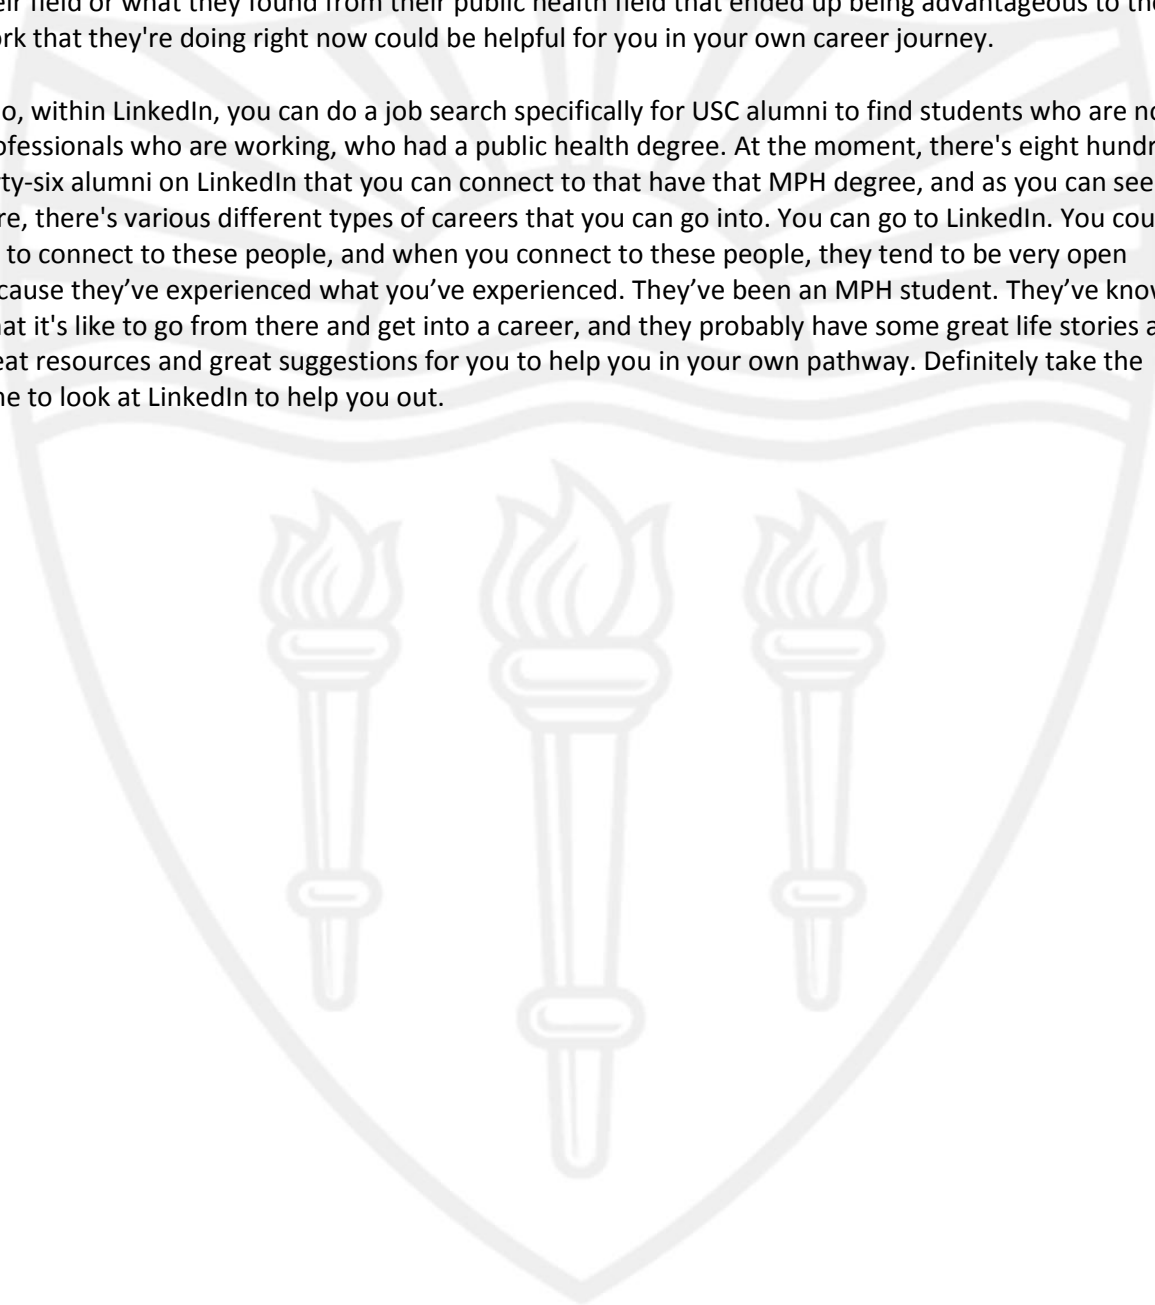 eir field or what they found from their public health field that ended up being advantageous to the
ork that they're doing right now could be helpful for you in your own career journey.
o, within LinkedIn, you can do a job search specifically for USC alumni to find students who are no
ofessionals who are working, who had a public health degree. At the moment, there's eight hundr
rty-six alumni on LinkedIn that you can connect to that have that MPH degree, and as you can see
re, there's various different types of careers that you can go into. You can go to LinkedIn. You cou
to connect to these people, and when you connect to these people, they tend to be very open
cause they’ve experienced what you’ve experienced. They’ve been an MPH student. They’ve know
at it's like to go from there and get into a career, and they probably have some great life stories a
eat resources and great suggestions for you to help you in your own pathway. Definitely take the
ne to look at LinkedIn to help you out.